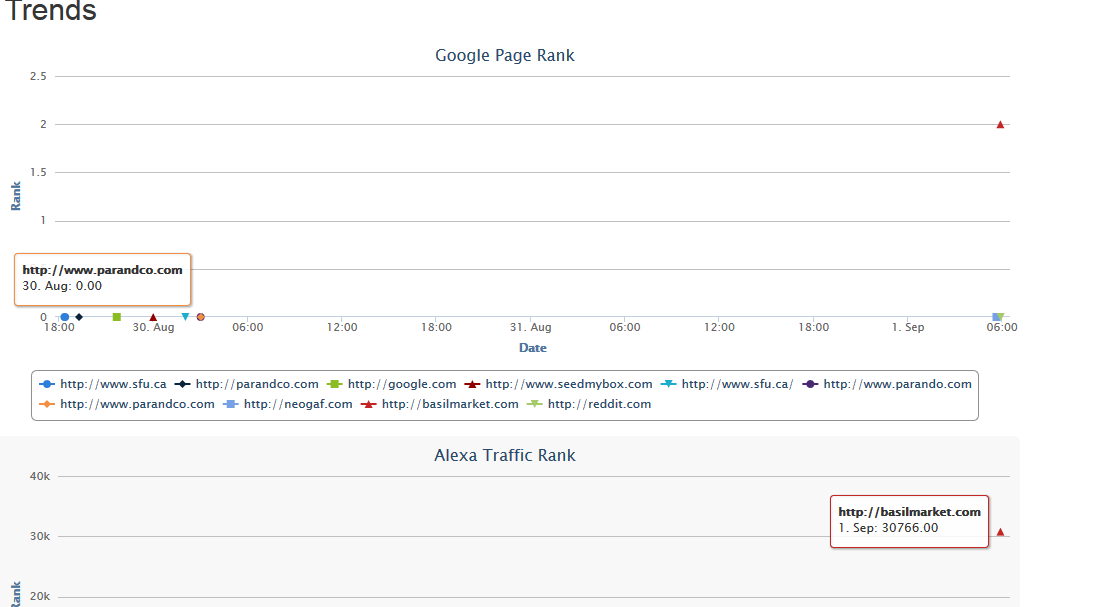 Trends
Google Page Rank
2.5
2
1.5
1
Rank
http://www.parandco.com
30. Aug: 0.00
0
18:00 30. Aug 06:00 12:00 18:00 31. Aug 06:00 12:00 18:00 1. Sep 06:00
Date
http://www.sfu.ca http://parandco.com http://google.com http://www.seedmybox.com http://www.sfu.ca/ http://www.parando.com
http://www.parandco.com http://neogaf.com http://basilmarket.com http://reddit.com
Alexa Traffic Rank
40k
http://basilmarket.com
1. Sep: 30766.00
30k
20k
Rank